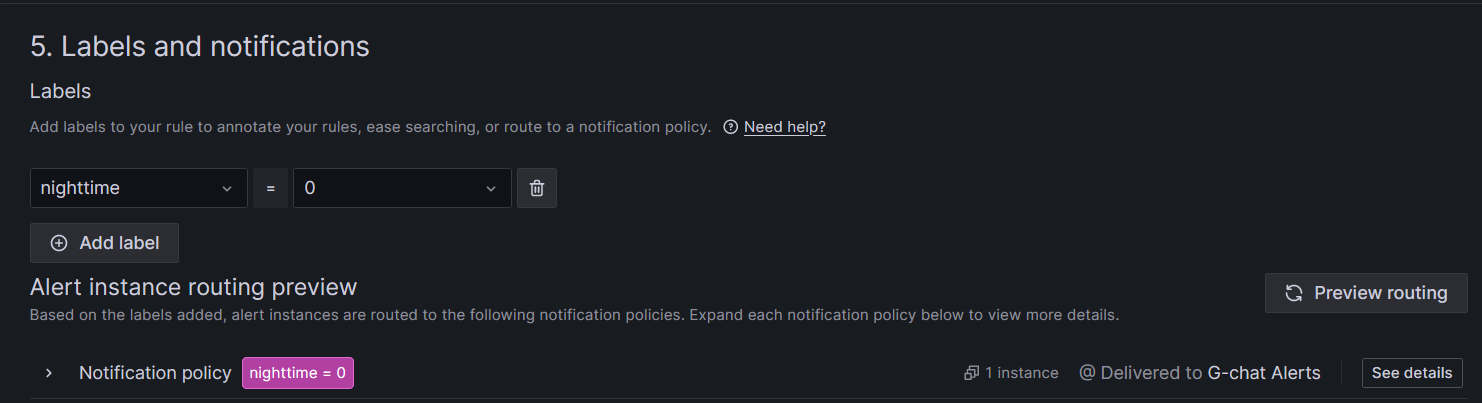 5. Labels and notifications
Labels
Add labels to your rule to annotate your rules, ease searching, or route to a notification policy. Need help?
nighttime = 0
Add label
Alert instance routing preview
Preview routing
Based on the labels added, alert instances are routed to the following notification policies. Expand each notification policy below to view more details.
Notification policy nighttime = 0 1 instance @ Delivered to G-chat Alerts See details